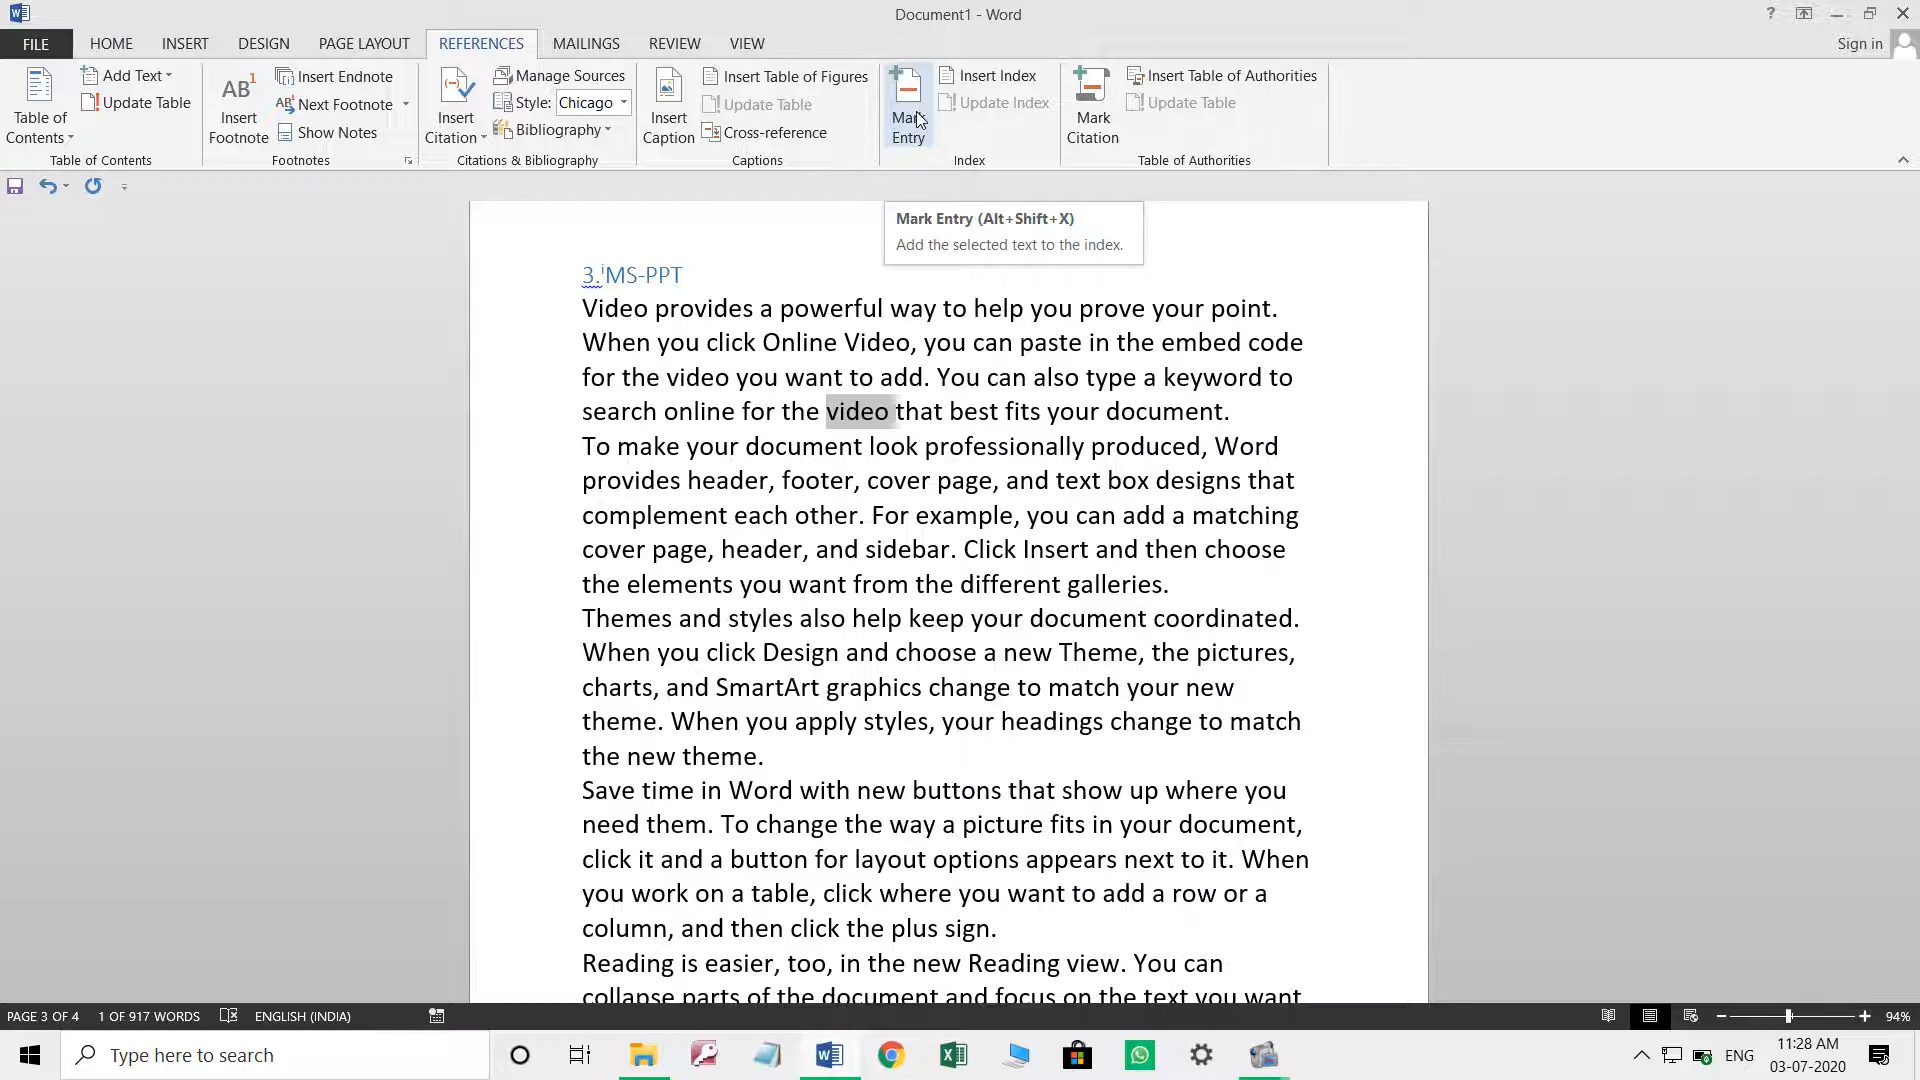 Document1 - Word
?
FILE HOME INSERT DESIGN PAGE LAYOUT REFERENCES MAILINGS REVIEW VIEW Sign in
Table of Contents
Add Text
Update Table
Table of Contents
AB1 Insert Footnote
Insert Endnote
AB Next Footnote
Show Notes
Footnotes
Insert Citation
Manage Sources
Style: Chicago
Bibliography
Citations & Bibliography
Insert Caption
Insert Table of Figures
Update Table
Cross-reference
Captions
Mark Entry
Insert Index
Update Index
Index
Mark Citation
Insert Table of Authorities
Update Table
Table of Authorities
Mark Entry (Alt+Shift+X)
Add the selected text to the index.
3.iMS-PPT
Video provides a powerful way to help you prove your point.
When you click Online Video, you can paste in the embed code
for the video you want to add. You can also type a keyword to
search online for the video that best fits your document.
To make your document look professionally produced, Word
provides header, footer, cover page, and text box designs that
complement each other. For example, you can add a matching
cover page, header, and sidebar. Click Insert and then choose
the elements you want from the different galleries.
Themes and styles also help keep your document coordinated.
When you click Design and choose a new Theme, the pictures,
charts, and SmartArt graphics change to match your new
theme. When you apply styles, your headings change to match
the new theme.
Save time in Word with new buttons that show up where you
need them. To change the way a picture fits in your document,
click it and a button for layout options appears next to it. When
you work on a table, click where you want to add a row or a
column, and then click the plus sign.
Reading is easier, too, in the new Reading view. You can
collapse parts of the document and focus on the text you want
PAGE 3 OF 4 1 OF 917 WORDS ENGLISH (INDIA) 94%
Type here to search
ENG
11:28 AM
03-07-2020